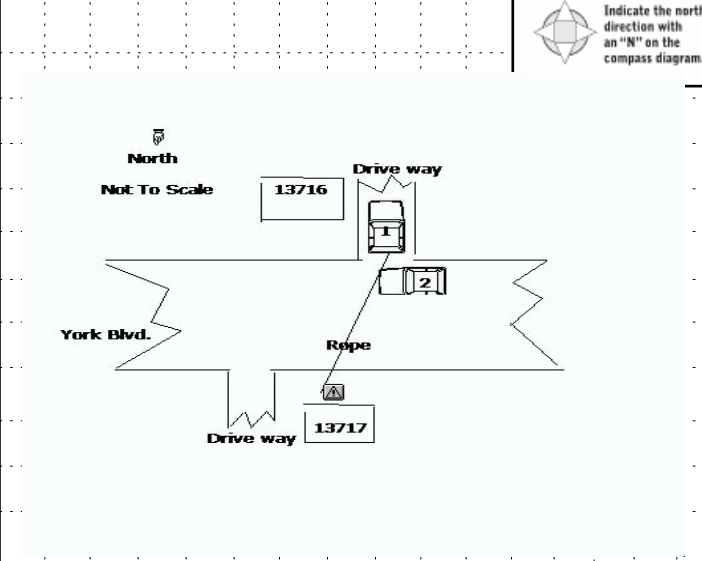 Indicate the north
direction with
an “N” on the
compass diagram.
North
Not To Scale
13716
Drive way
1
2
York Blvd.
Rope
13717
Drive way